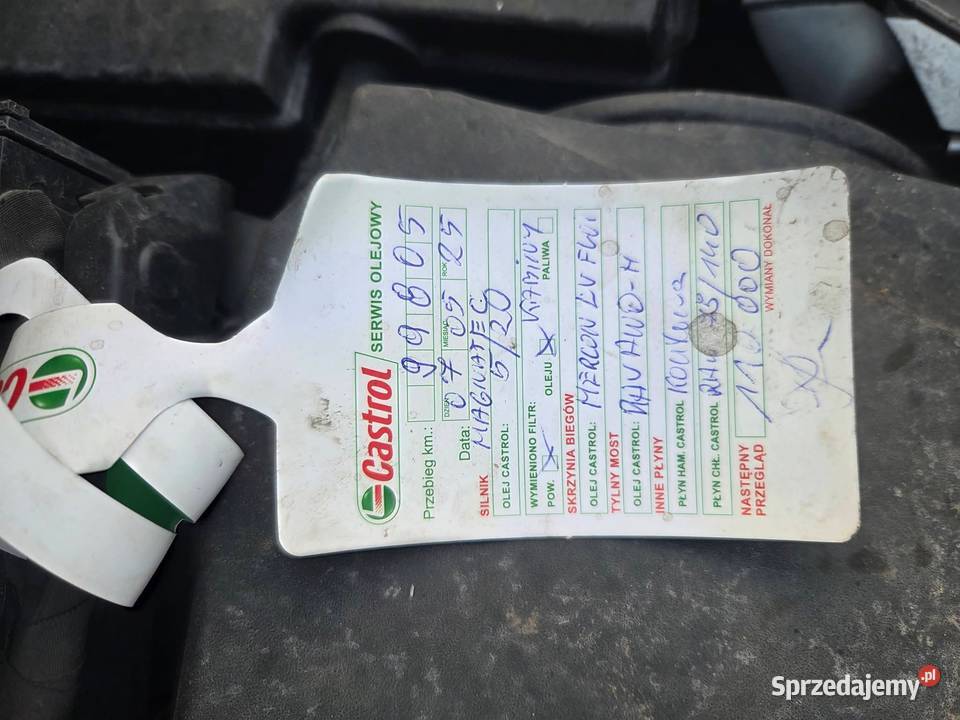 Castrol SERWIS OLEJOWY
Przebieg km.: 99805
DZIEŃ MIESIĄC ROK
Data: 07 05 25
SILNIK MAGNATEC
OLEJ CASTROL: 5/20
WYMIENIONO FILTR: KABINY
POW. OLEJU PALIWA
SKRZYNIA BIEGÓW
OLEJ CASTROL: MERCON LV FLUI
TYLNY MOST
OLEJ CASTROL:
INNE PŁYNY
PŁYN HAM. CASTROL KONTROLA
PŁYN CHŁ. CASTROL
NASTĘPNY
PRZEGLĄD 110 000
WYMIANY DOKONAŁ
Sprzedajemy.pl